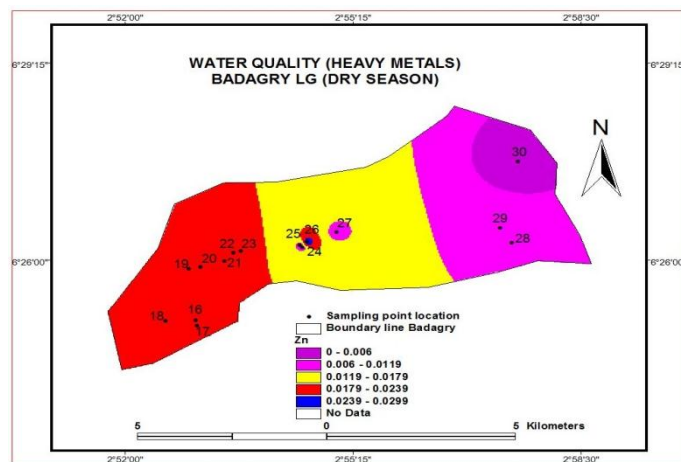 2°52'00" 2°55'15" 2°58'30"
WATER QUALITY (HEAVY METALS)
BADAGRY LG (DRY SEASON)
6°29'15" 6°29'15"
N
30
27
29
26
25
28
24
22 23
20 21
19
6°26'00" 6°26'00"
18 16
17
Sampling point location
Boundary line Badagry
Zn
0 - 0.006
0.006 - 0.0119
0.0119 - 0.0179
0.0179 - 0.0239
0.0239 - 0.0299
No Data
5 0 5 Kilometers
2°52'00" 2°55'15" 2°58'30"